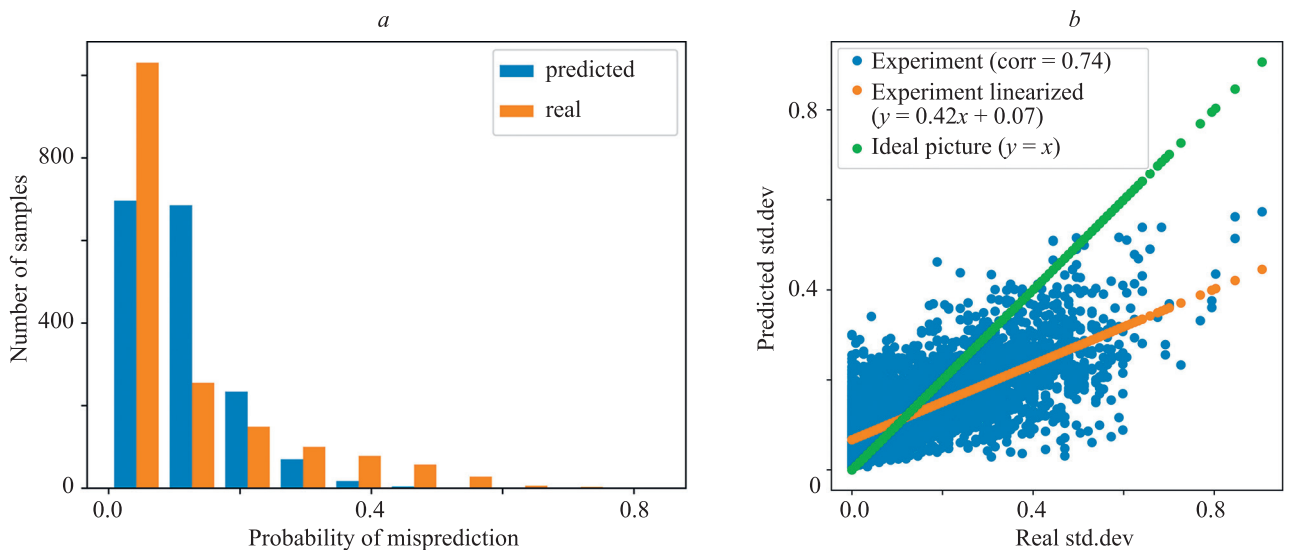 a
predicted
real
Number of samples
800
400
0
0.0
0.4
0.8
Probability of misprediction
b
Experiment (corr = 0.74)
Experiment linearized
(y = 0.42x + 0.07)
Ideal picture (y = x)
Predicted std.dev
0.8
0.4
0
0.0
0.4
0.8
Real std.dev